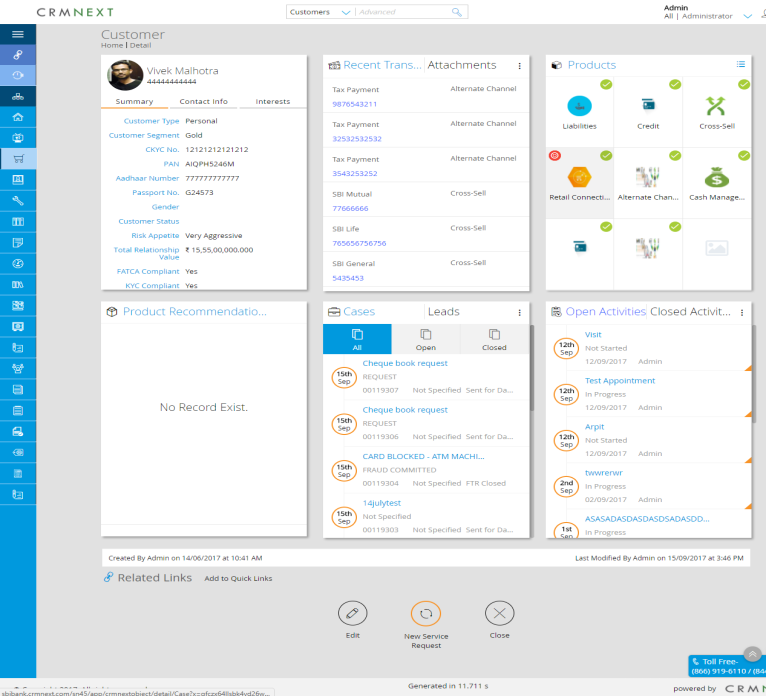 CRMNEXT
Customers
Advanced
Admin
All | Administrator
Customer
Home | Detail
Vivek Malhotra
44444444444
Summary Contact Info Interests
Customer Type Personal
Customer Segment Gold
CKYC No. 12121212121212
PAN AIQPH5246M
Aadhaar Number 777777777777
Passport No. G24573
Gender
Customer Status
Risk Appetite Very Aggressive
Total Relationship Value ₹ 15,55,00,000.000
FATCA Compliant Yes
KYC Compliant Yes
Recent Trans... Attachments
Tax Payment Alternate Channel
9876543211
Tax Payment Alternate Channel
32532532532
Tax Payment Alternate Channel
3543253252
SBI Mutual Cross-Sell
77666666
SBI Life Cross-Sell
765656756756
SBI General Cross-Sell
5435453
Products
Liabilities Credit Cross-Sell
Retail Connecti... Alternate Chan... Cash Manage...
Product Recommendatio...
No Record Exist.
Cases Leads
All Open Closed
Cheque book request
15th Sep REQUEST
00119307 Not Specified Sent for Da...
Cheque book request
15th Sep REQUEST
00119306 Not Specified Sent for Da...
CARD BLOCKED - ATM MACHI...
15th Sep FRAUD COMMITTED
00119304 Not Specified FTR Closed
14julytest
15th Sep Not Specified
00119303 Not Specified Sent for Da...
Open Activities Closed Activit...
Visit
12th Sep Not Started
12/09/2017 Admin
Test Appointment
12th Sep In Progress
12/09/2017 Admin
Arpit
12th Sep Not Started
12/09/2017 Admin
twwrerwr
2nd Sep In Progress
02/09/2017 Admin
ASASADASDASDASDSADASDD...
1st Sep In Progress
Created By Admin on 14/06/2017 at 10:41 AM
Last Modified By Admin on 15/09/2017 at 3:46 PM
Related Links Add to Quick Links
Edit
New Service
Request
Close
Toll Free-
(866) 919-6110 / (844
Generated in 11.711 s
powered by CRMN